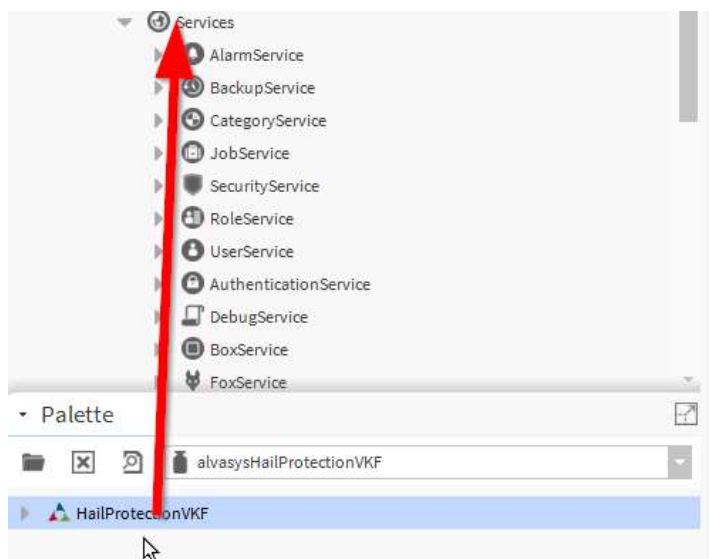 Services
AlarmService
BackupService
CategoryService
JobService
SecurityService
RoleService
UserService
AuthenticationService
DebugService
BoxService
FoxService
Palette
alvasysHailProtectionVKF
HailProtectionVKF